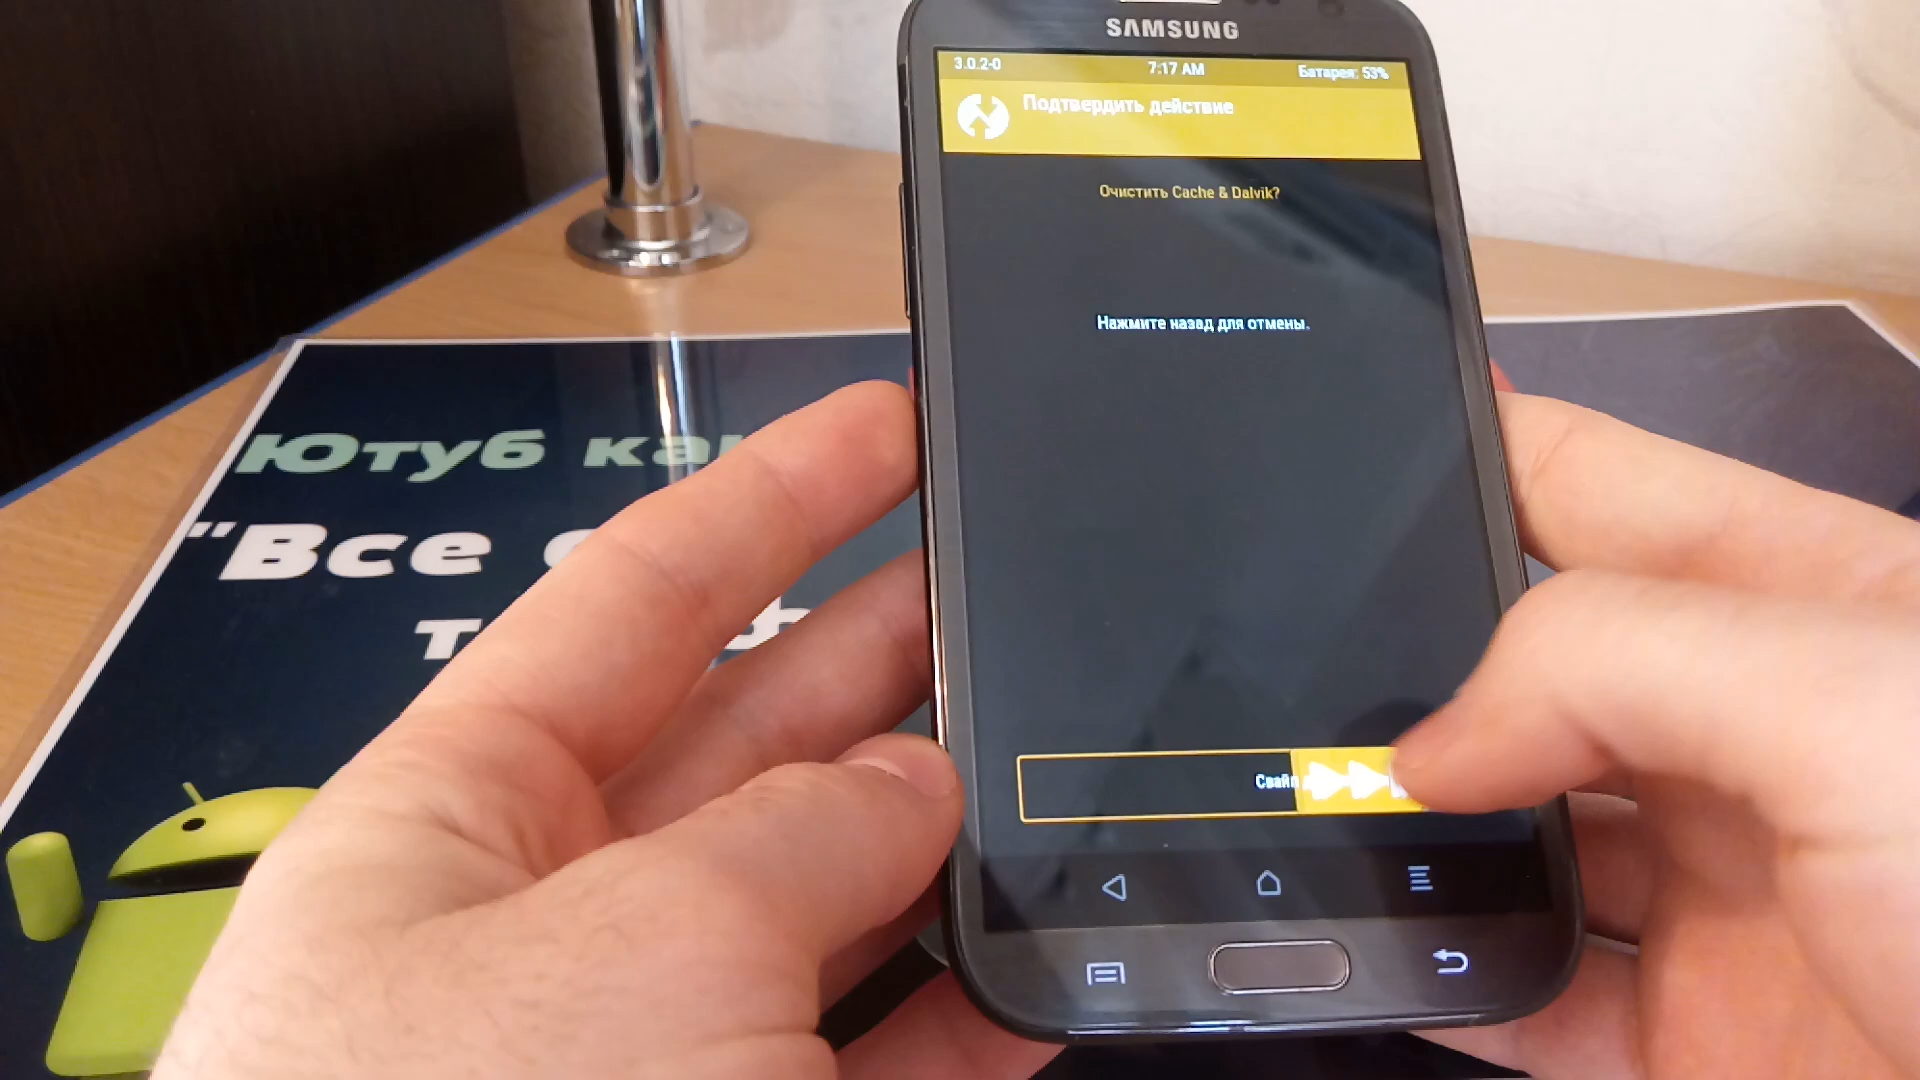 SAMSUNG
3.0.2-0 7:17 AM Батарея: 53%
Подтвердить действие
Очистить Cache & Dalvik?
Нажмите назад для отмены.
Свайп
Ютуб
"Все